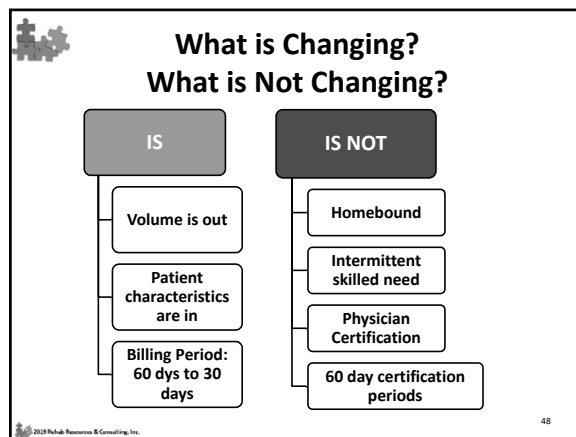 What is Changing?
What is Not Changing?
IS
Volume is out
Patient
characteristics
are in
Billing Period:
60 dys to 30
days
IS NOT
Homebound
Intermittent
skilled need
Physician
Certification
60 day certification
periods
2019 Rehab Resources & Consulting, Inc.
48